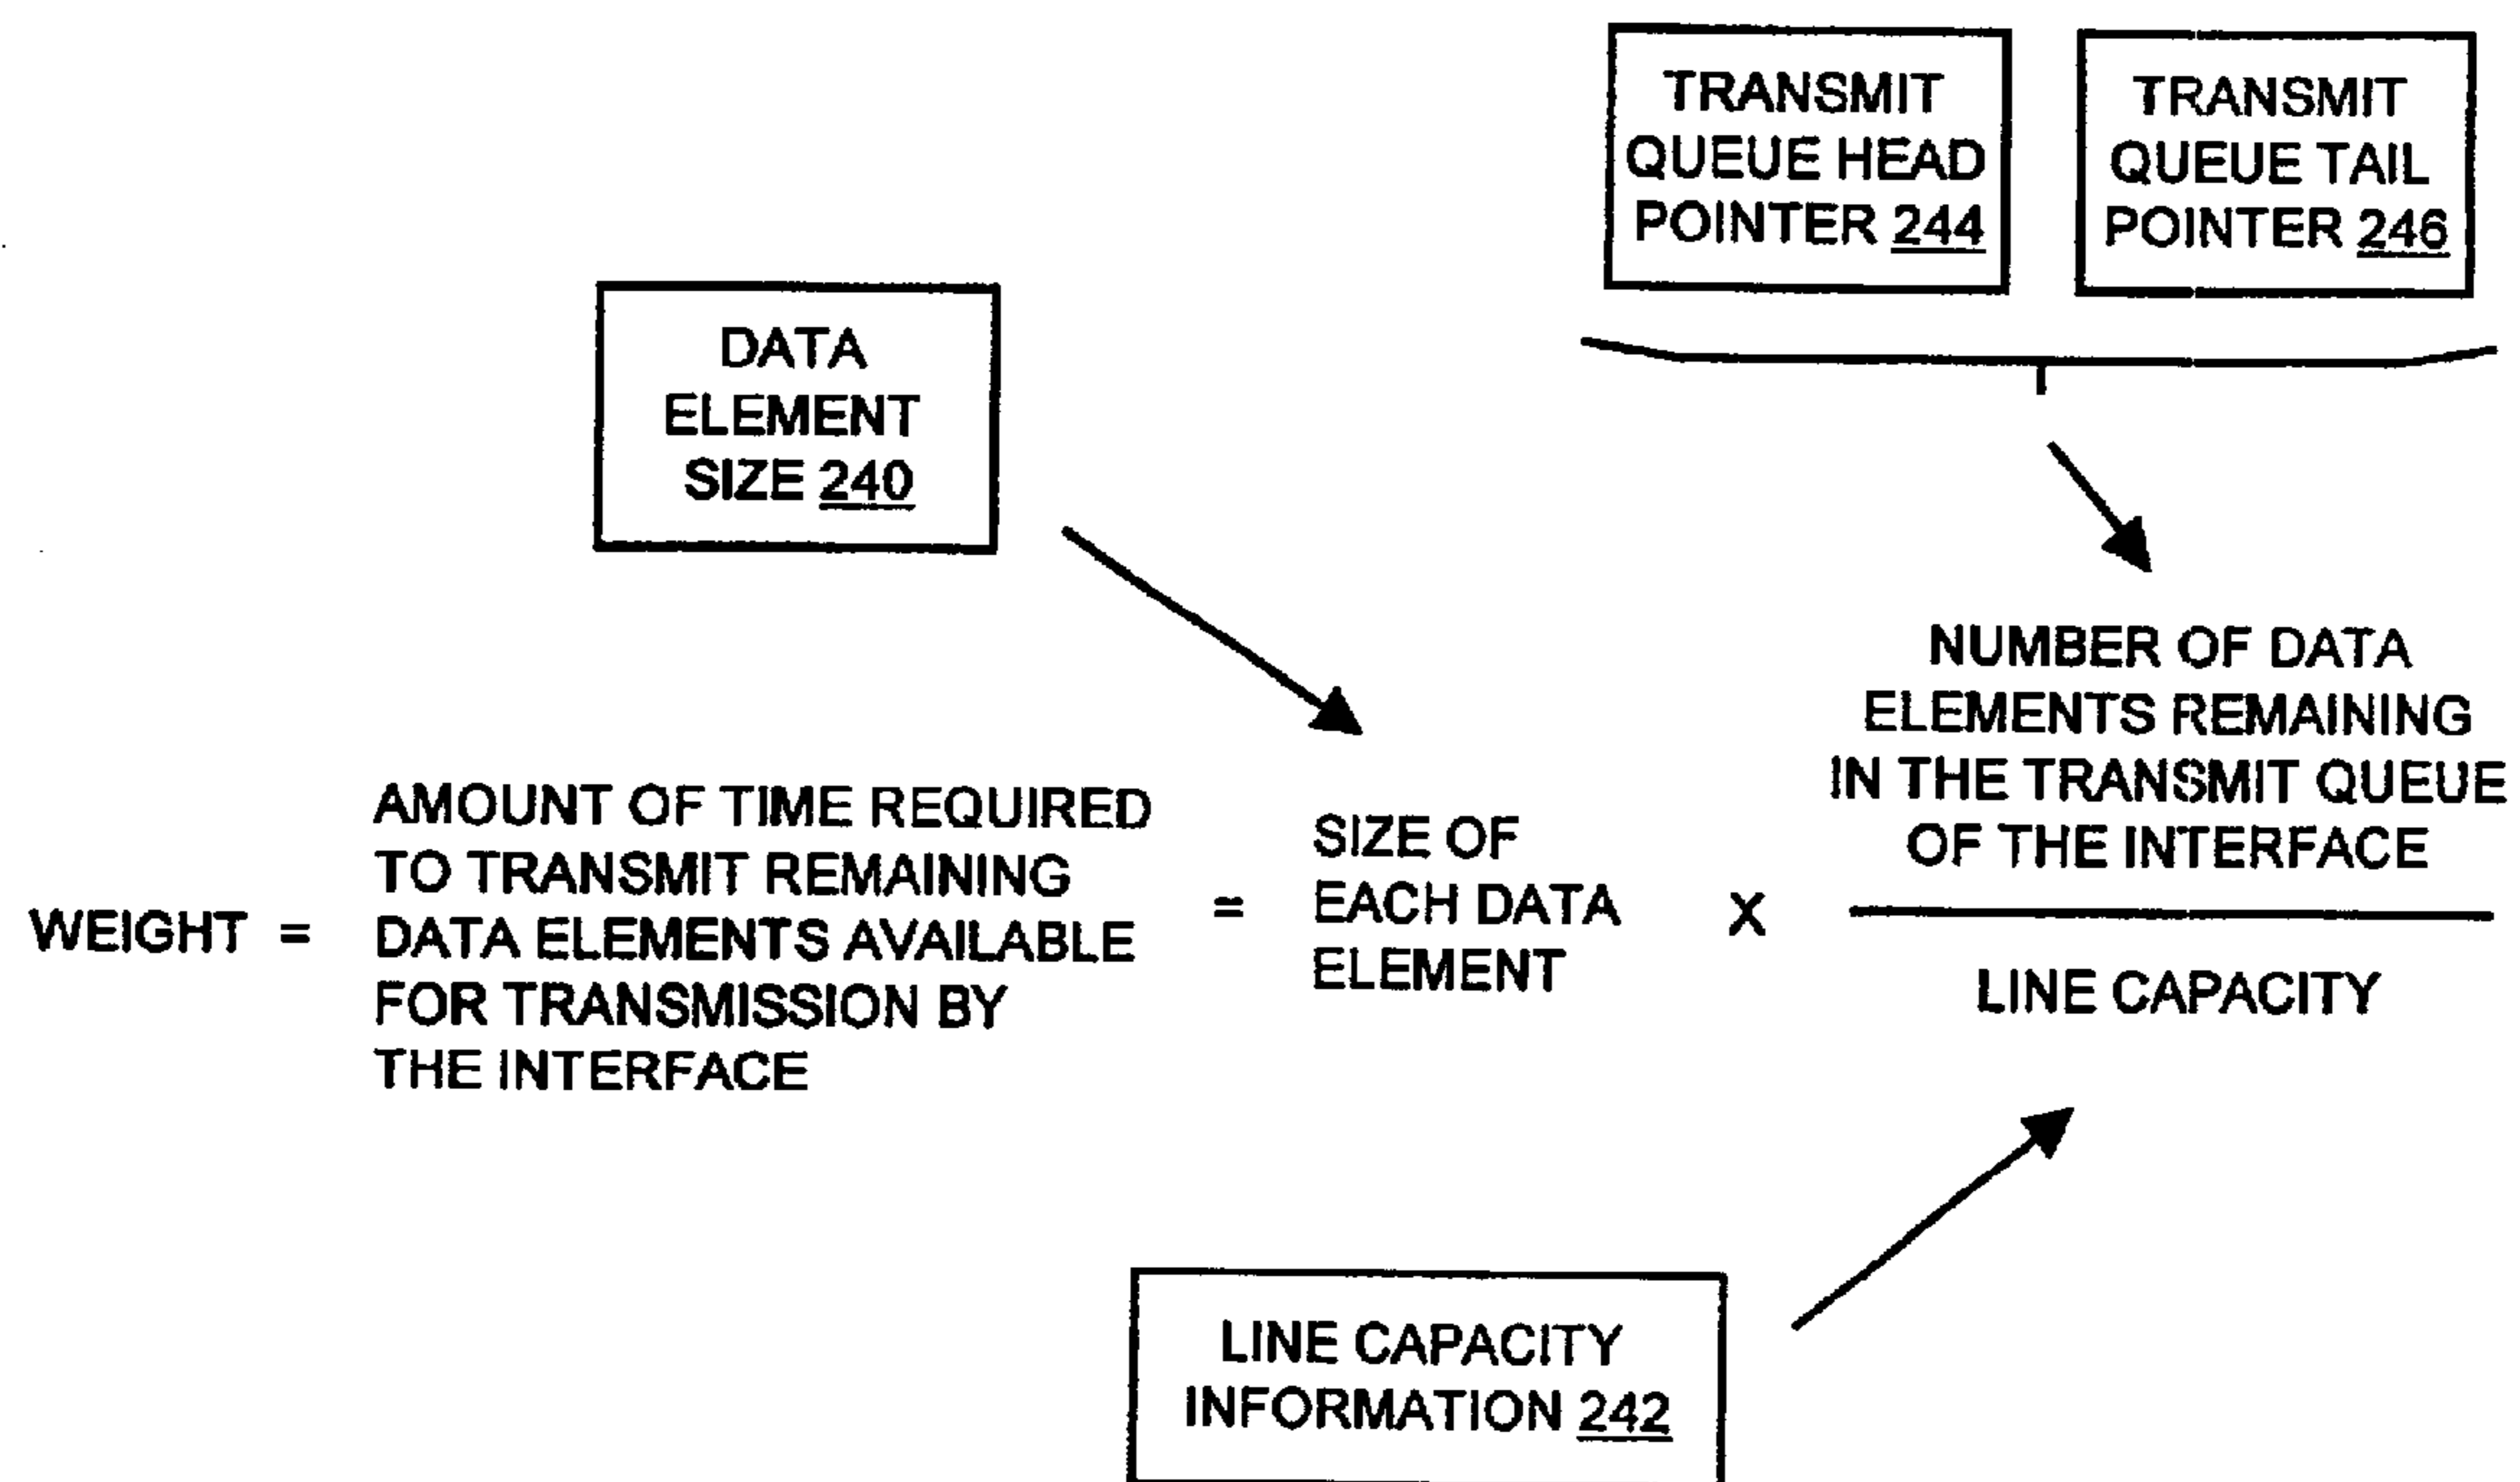 TRANSMIT
QUEUE HEAD
POINTER 244
TRANSMIT
QUEUE TAIL
POINTER 246
DATA
ELEMENT
SIZE 240
WEIGHT =
AMOUNT OF TIME REQUIRED
TO TRANSMIT REMAINING
DATA ELEMENTS AVAILABLE
FOR TRANSMISSION BY
THE INTERFACE
=
SIZE OF
EACH DATA
ELEMENT
X
NUMBER OF DATA
ELEMENTS REMAINING
IN THE TRANSMIT QUEUE
OF THE INTERFACE
LINE CAPACITY
LINE CAPACITY
INFORMATION 242